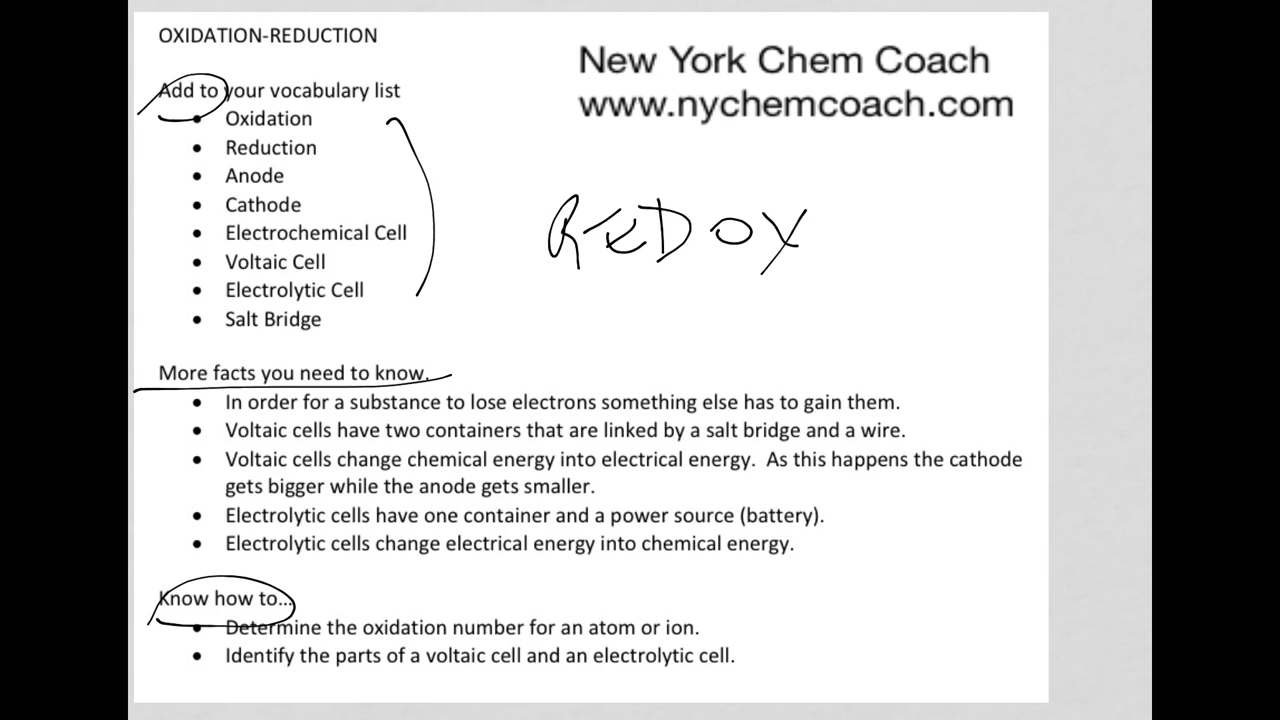 OXIDATION-REDUCTION
New York Chem Coach
www.nychemcoach.com
Add to your vocabulary list
• Oxidation
• Reduction
• Anode
• Cathode
• Electrochemical Cell
• Voltaic Cell
• Electrolytic Cell
• Salt Bridge
REDOX
More facts you need to know.
• In order for a substance to lose electrons something else has to gain them.
• Voltaic cells have two containers that are linked by a salt bridge and a wire.
• Voltaic cells change chemical energy into electrical energy.  As this happens the cathode
gets bigger while the anode gets smaller.
• Electrolytic cells have one container and a power source (battery).
• Electrolytic cells change electrical energy into chemical energy.
Know how to...
• Determine the oxidation number for an atom or ion.
• Identify the parts of a voltaic cell and an electrolytic cell.